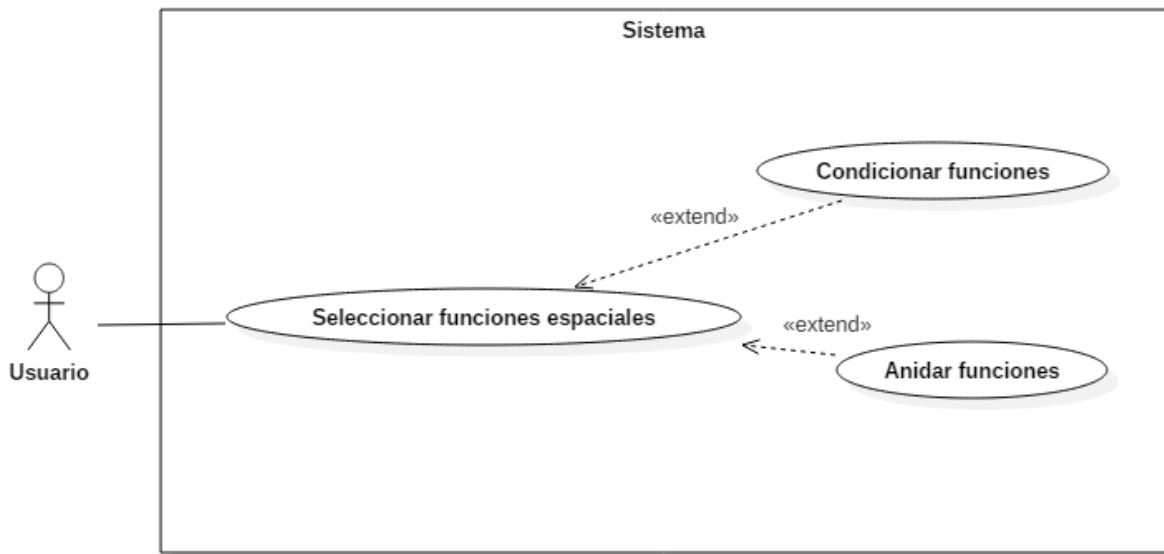 Sistema
Condicionar funciones
«extend»
Seleccionar funciones espaciales
«extend»
Anidar funciones
Usuario